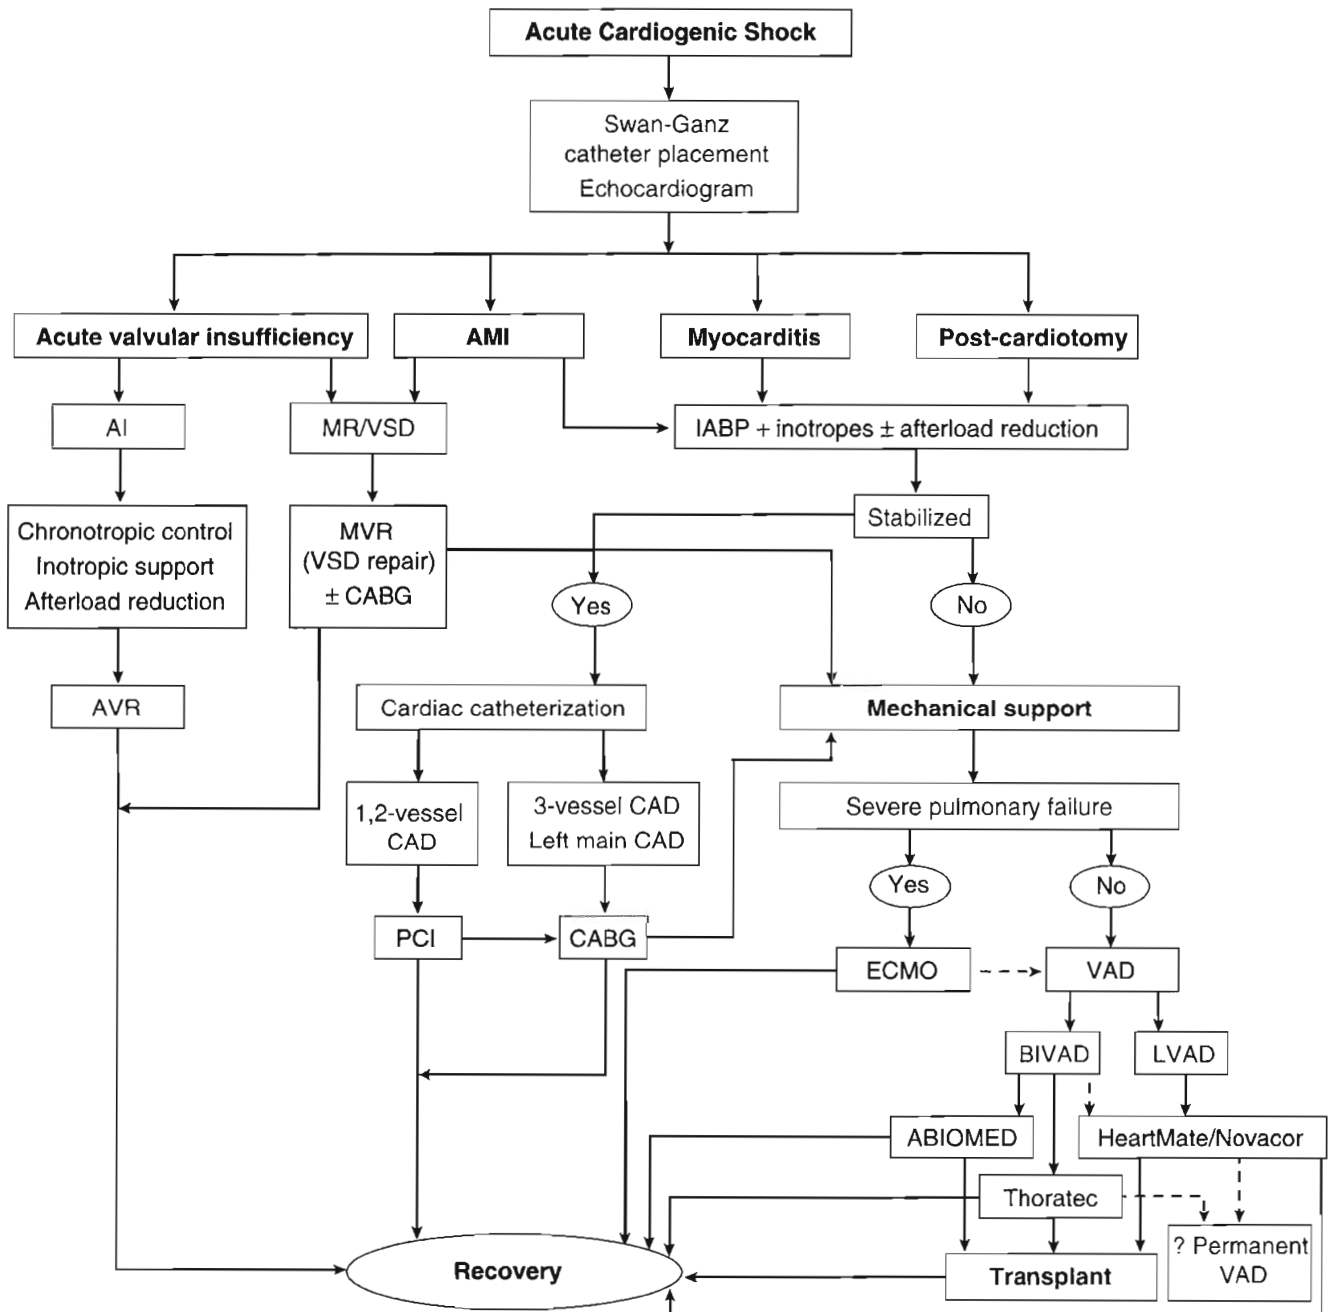 Acute Cardiogenic Shock
Swan-Ganz
catheter placement
Echocardiogram
Acute valvular insufficiency
AMI
Myocarditis
Post-cardiotomy
AI
MR/VSD
IABP + inotropes ± afterload reduction
Chronotropic control
Inotropic support
Afterload reduction
MVR
(VSD repair)
± CABG
Stabilized
Yes
No
AVR
Cardiac catheterization
Mechanical support
1,2-vessel
CAD
3-vessel CAD
Left main CAD
Severe pulmonary failure
Yes
No
PCI
CABG
ECMO
VAD
BIVAD
LVAD
ABIOMED
HeartMate/Novacor
Thoratec
? Permanent
VAD
Recovery
Transplant